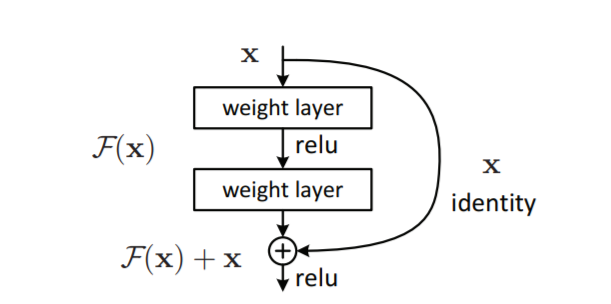 x
weight layer
relu
F(x)
x
weight layer
identity
F(x) + x
+
relu